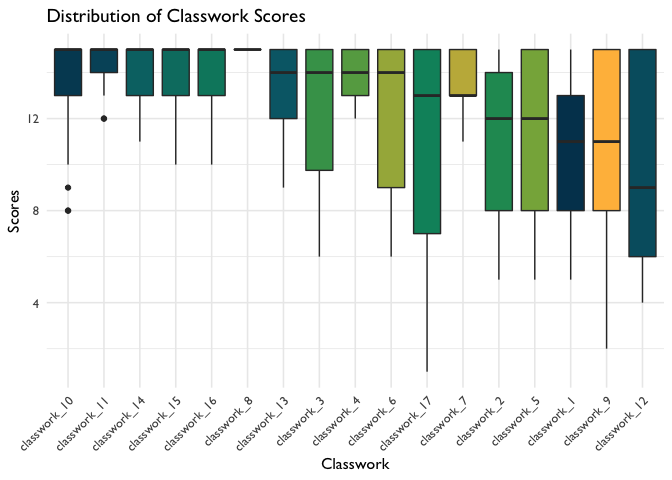 Distribution of Classwork Scores
Scores
12
8
4
classwork_10
classwork_11
classwork_14
classwork_15
classwork_16
classwork_8
classwork_13
classwork_3
classwork_4
classwork_6
classwork_17
classwork_7
classwork_2
classwork_5
classwork_1
classwork_9
classwork_12
Classwork